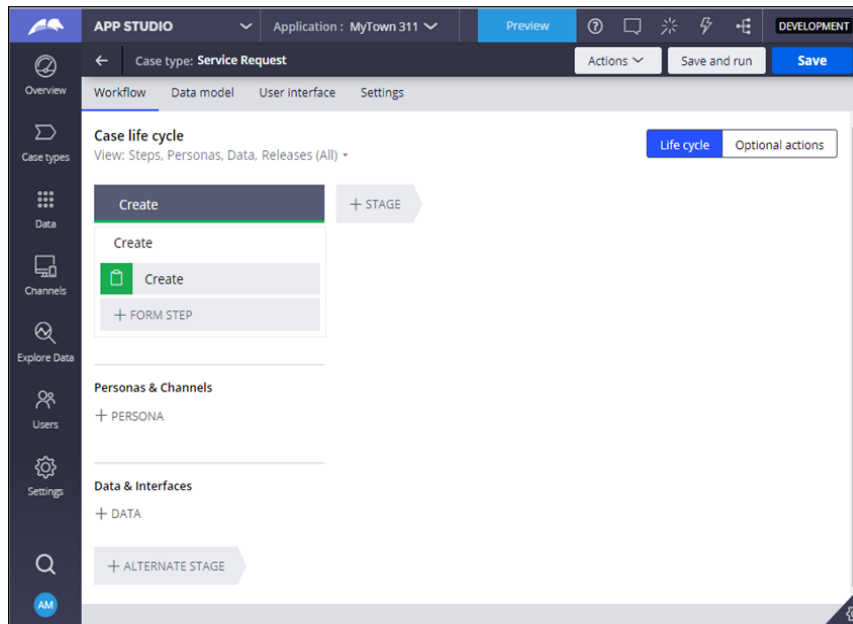 APP STUDIO Application : MyTown 311 Preview DEVELOPMENT
Case type: Service Request Actions Save and run Save
Overview
Case types
Data
Channels
Explore Data
Users
Settings
AM
Workflow Data model User interface Settings
Case life cycle
View: Steps, Personas, Data, Releases (All)
Life cycle Optional actions
Create + STAGE
Create
Create
+ FORM STEP
Personas & Channels
+ PERSONA
Data & Interfaces
+ DATA
+ ALTERNATE STAGE